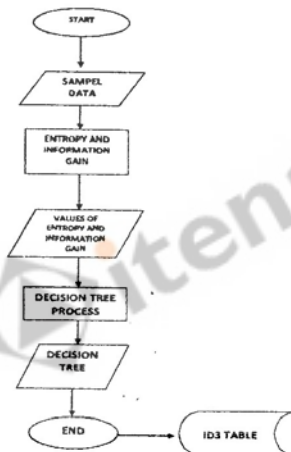 START
SAMPEL
DATA
ENTROPY AND
INFORMATION
GAIN
VALUES OF
ENTROPY AND
INFORMATION
GAIN
DECISION TREE
PROCESS
DECISION
TREE
END
ID3 TABLE
itens